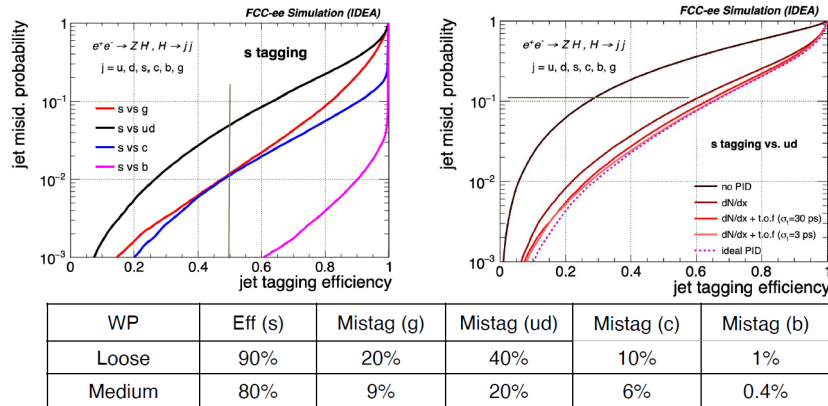 FCC-ee Simulation (IDEA)
e⁺e⁻ → ZH, H → jj
j = u, d, s, c, b, g
s tagging
s vs g
s vs ud
s vs c
s vs b
jet misid. probability
1
10⁻¹
10⁻²
10⁻³
0 0.2 0.4 0.6 0.8 1
jet tagging efficiency
FCC-ee Simulation (IDEA)
e⁺e⁻ → ZH, H → jj
j = u, d, s, c, b, g
s tagging vs. ud
no PID
dN/dx
dN/dx + t.o.f (σₜ=30 ps)
dN/dx + t.o.f (σₜ=3 ps)
ideal PID
jet misid. probability
1
10⁻¹
10⁻²
10⁻³
0 0.2 0.4 0.6 0.8 1
jet tagging efficiency
WP Eff (s) Mistag (g) Mistag (ud) Mistag (c) Mistag (b)
Loose 90% 20% 40% 10% 1%
Medium 80% 9% 20% 6% 0.4%